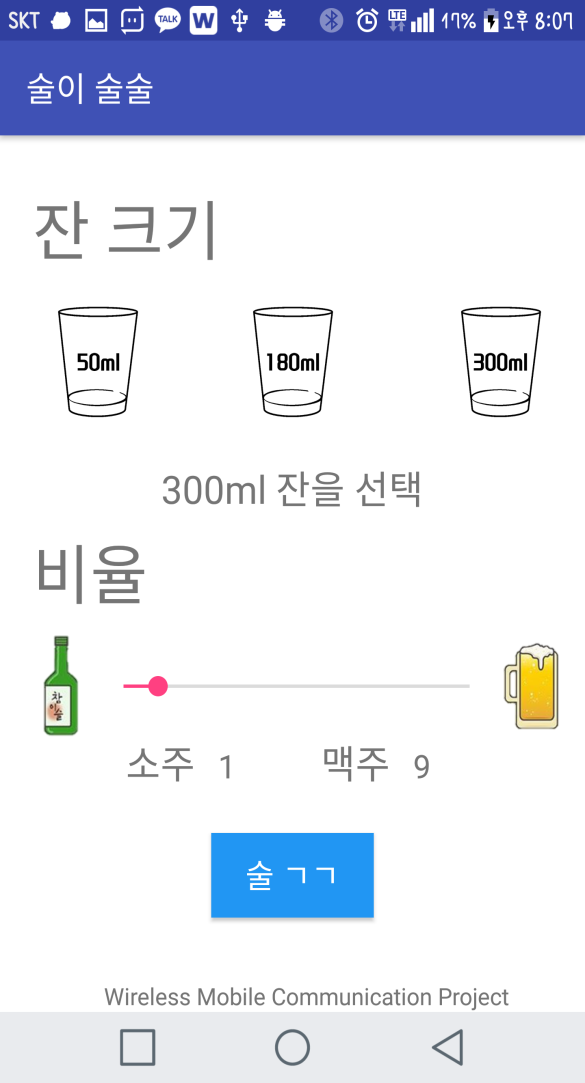 SKT TALK W LTE 17% 오후 8:07
술이 술술
잔 크기
50ml 180ml 300ml
300ml 잔을 선택
비율
참이슬
소주 1 맥주 9
술 ㄱㄱ
Wireless Mobile Communication Project